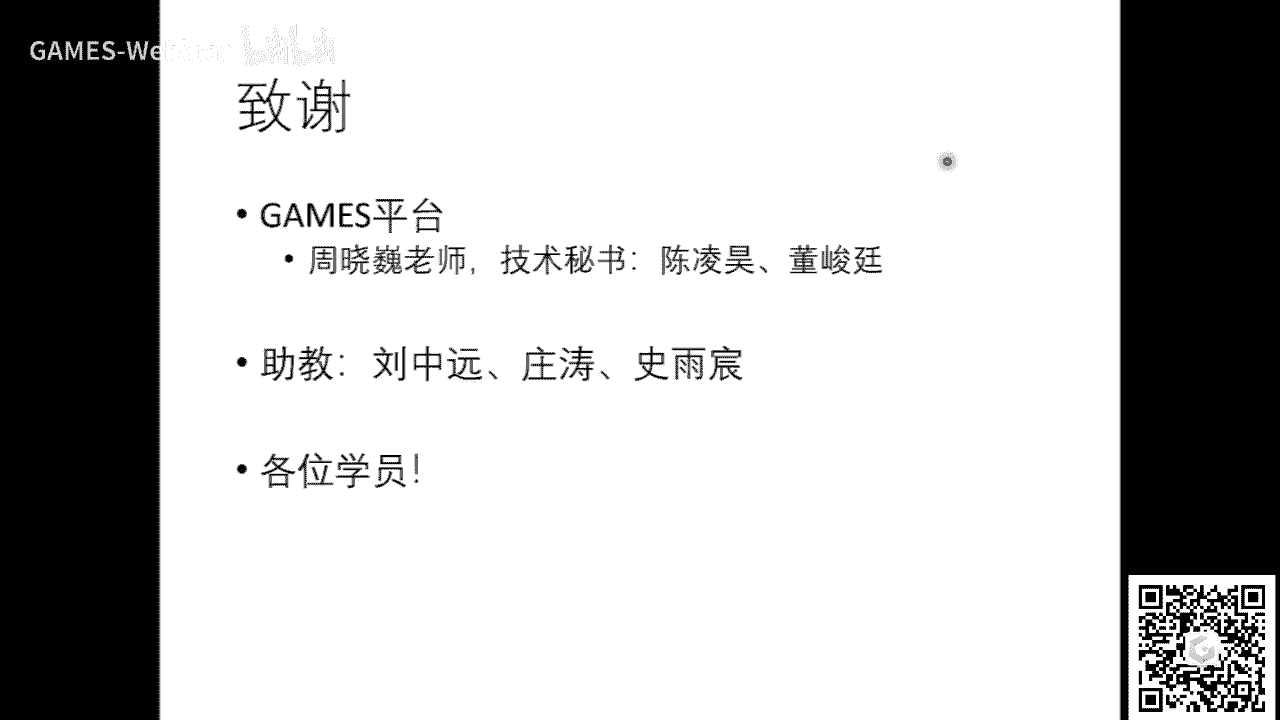 GAMES-Webinar
致谢
• GAMES平台
• 周晓巍老师，技术秘书：陈凌昊、董峻廷
• 助教：刘中远、庄涛、史雨宸
• 各位学员！